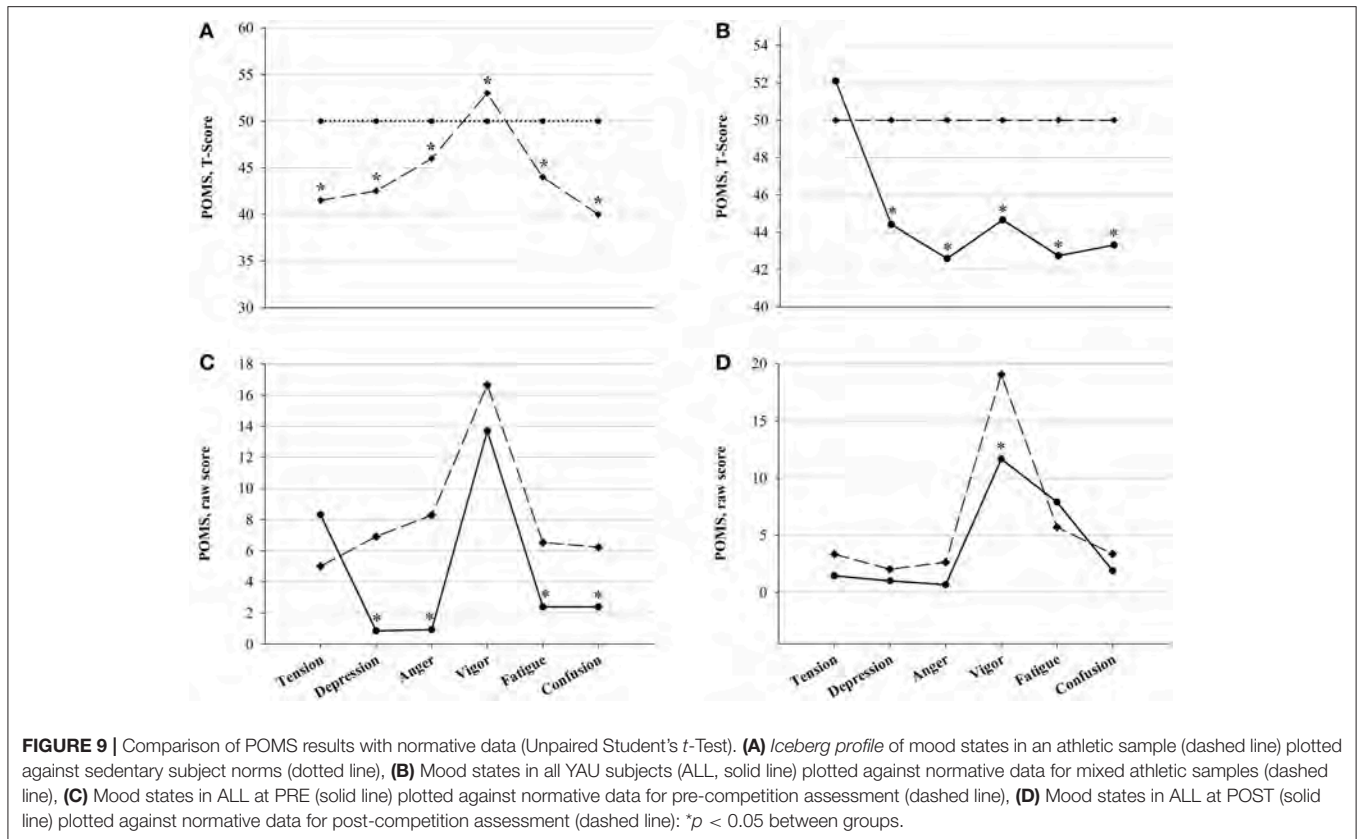 A
POMS, T-Score
60
55
50
45
40
35
30
* * * * * *
B
POMS, T-Score
54
52
50
48
46
44
42
40
* * * * *
C
POMS, raw score
18
16
14
12
10
8
6
4
2
0
* * * *
Tension
Depression
Anger
Vigor
Fatigue
Confusion
D
POMS, raw score
20
15
10
5
0
*
Tension
Depression
Anger
Vigor
Fatigue
Confusion
FIGURE 9 | Comparison of POMS results with normative data (Unpaired Student's t-Test). (A) Iceberg profile of mood states in an athletic sample (dashed line) plotted
against sedentary subject norms (dotted line), (B) Mood states in all YAU subjects (ALL, solid line) plotted against normative data for mixed athletic samples (dashed
line), (C) Mood states in ALL at PRE (solid line) plotted against normative data for pre-competition assessment (dashed line), (D) Mood states in ALL at POST (solid
line) plotted against normative data for post-competition assessment (dashed line): *p < 0.05 between groups.